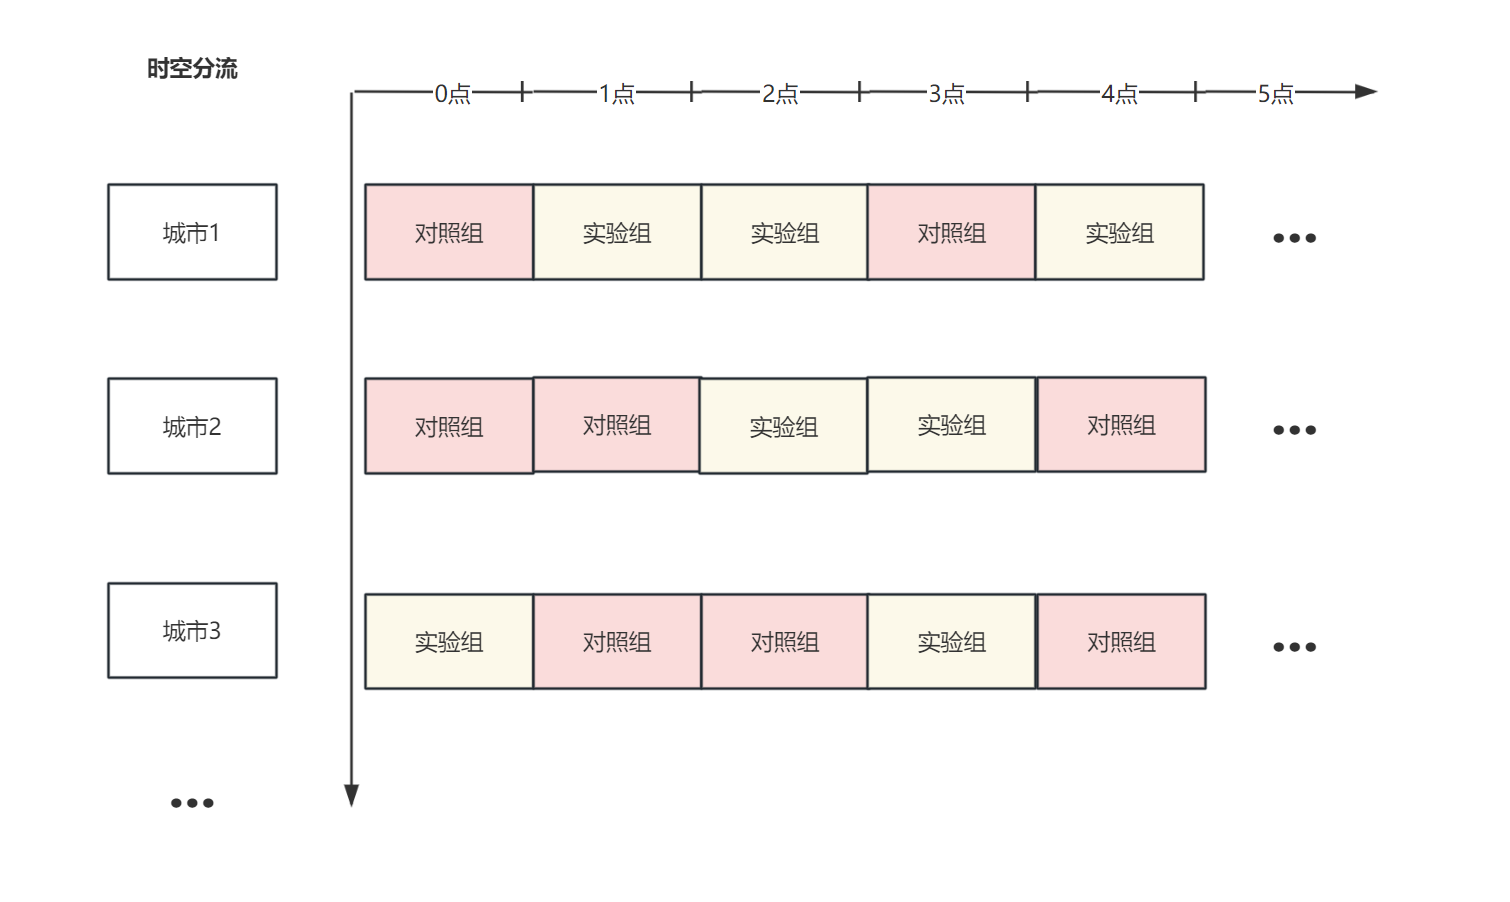 时空分流
0点 1点 2点 3点 4点 5点
城市1 对照组 实验组 实验组 对照组 实验组
城市2 对照组 对照组 实验组 实验组 对照组
城市3 实验组 对照组 对照组 实验组 对照组